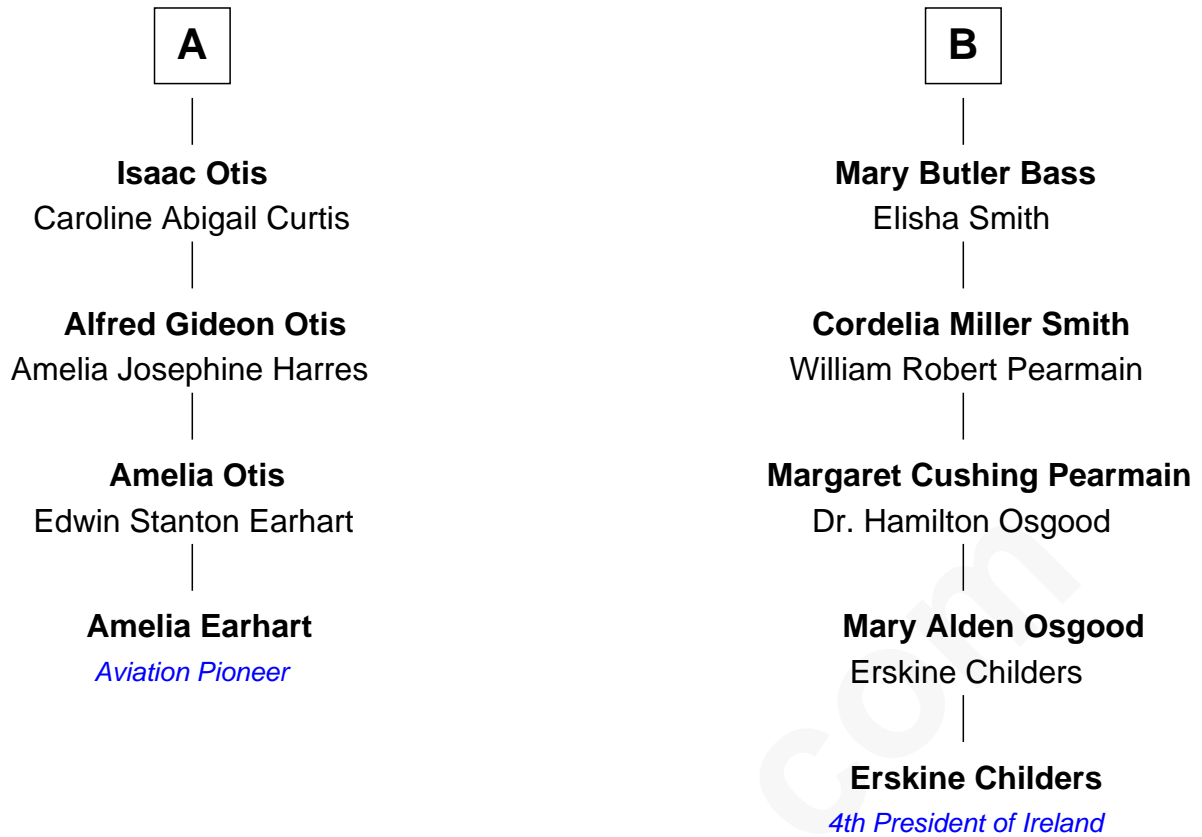 A
Isaac Otis
Caroline Abigail Curtis
Alfred Gideon Otis
Amelia Josephine Harres
Amelia Otis
Edwin Stanton Earhart
Amelia Earhart
Aviation Pioneer
B
Mary Butler Bass
Elisha Smith
Cordelia Miller Smith
William Robert Pearmain
Margaret Cushing Pearmain
Dr. Hamilton Osgood
Mary Alden Osgood
Erskine Childers
Erskine Childers
4th President of Ireland
com